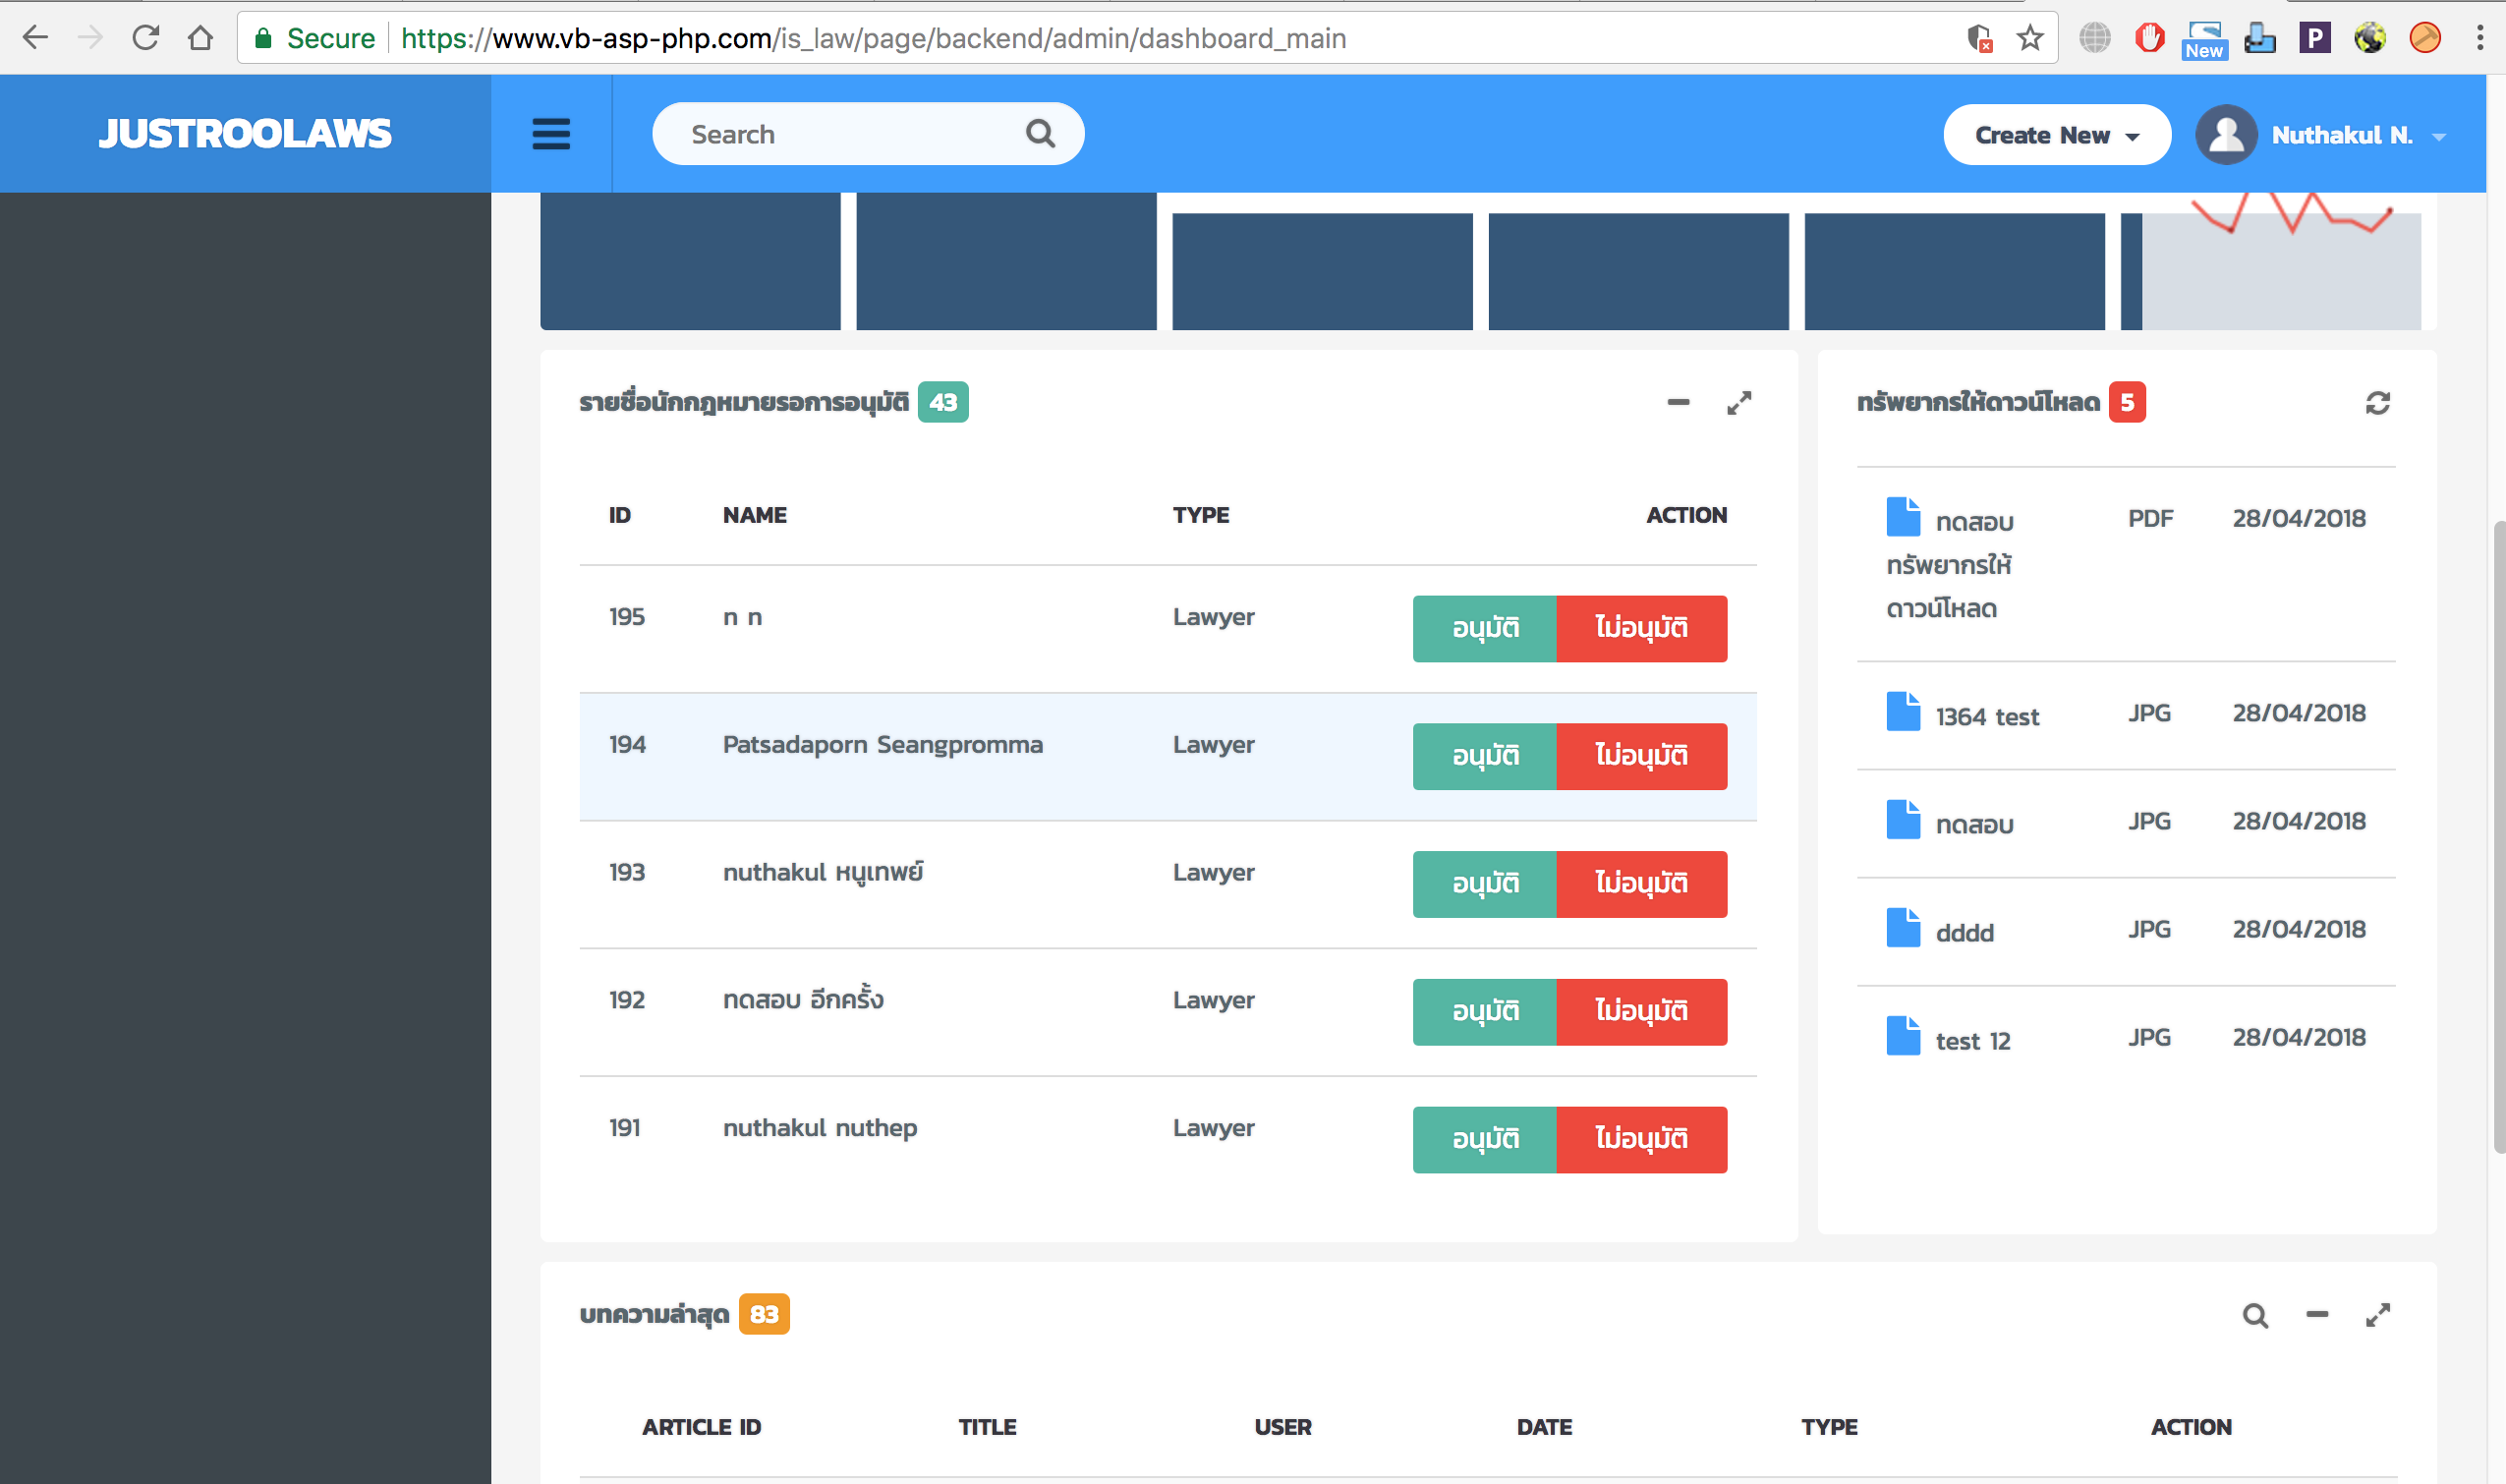 Secure https://www.vb-asp-php.com/is_law/page/backend/admin/dashboard_main
New
P
JUSTROOLAWS
Search
Create New
Nuthakul N.
รายชื่อนักกฎหมายรอการอนุมัติ 43
ID NAME TYPE ACTION
195 ก ก Lawyer อนุมัติ ไม่อนุมัติ
194 Patsadaporn Seangpromma Lawyer อนุมัติ ไม่อนุมัติ
193 nuthakul หนูเทพย์ Lawyer อนุมัติ ไม่อนุมัติ
192 ทดสอบ อีกครั้ง Lawyer อนุมัติ ไม่อนุมัติ
191 nuthakul nuthep Lawyer อนุมัติ ไม่อนุมัติ
ทรัพยากรให้ดาวน์โหลด 5
ทดสอบ PDF 28/04/2018
ทรัพยากรให้
ดาวน์โหลด
1364 test JPG 28/04/2018
ทดสอบ JPG 28/04/2018
dddd JPG 28/04/2018
test 12 JPG 28/04/2018
บทความล่าสุด 83
ARTICLE ID TITLE USER DATE TYPE ACTION